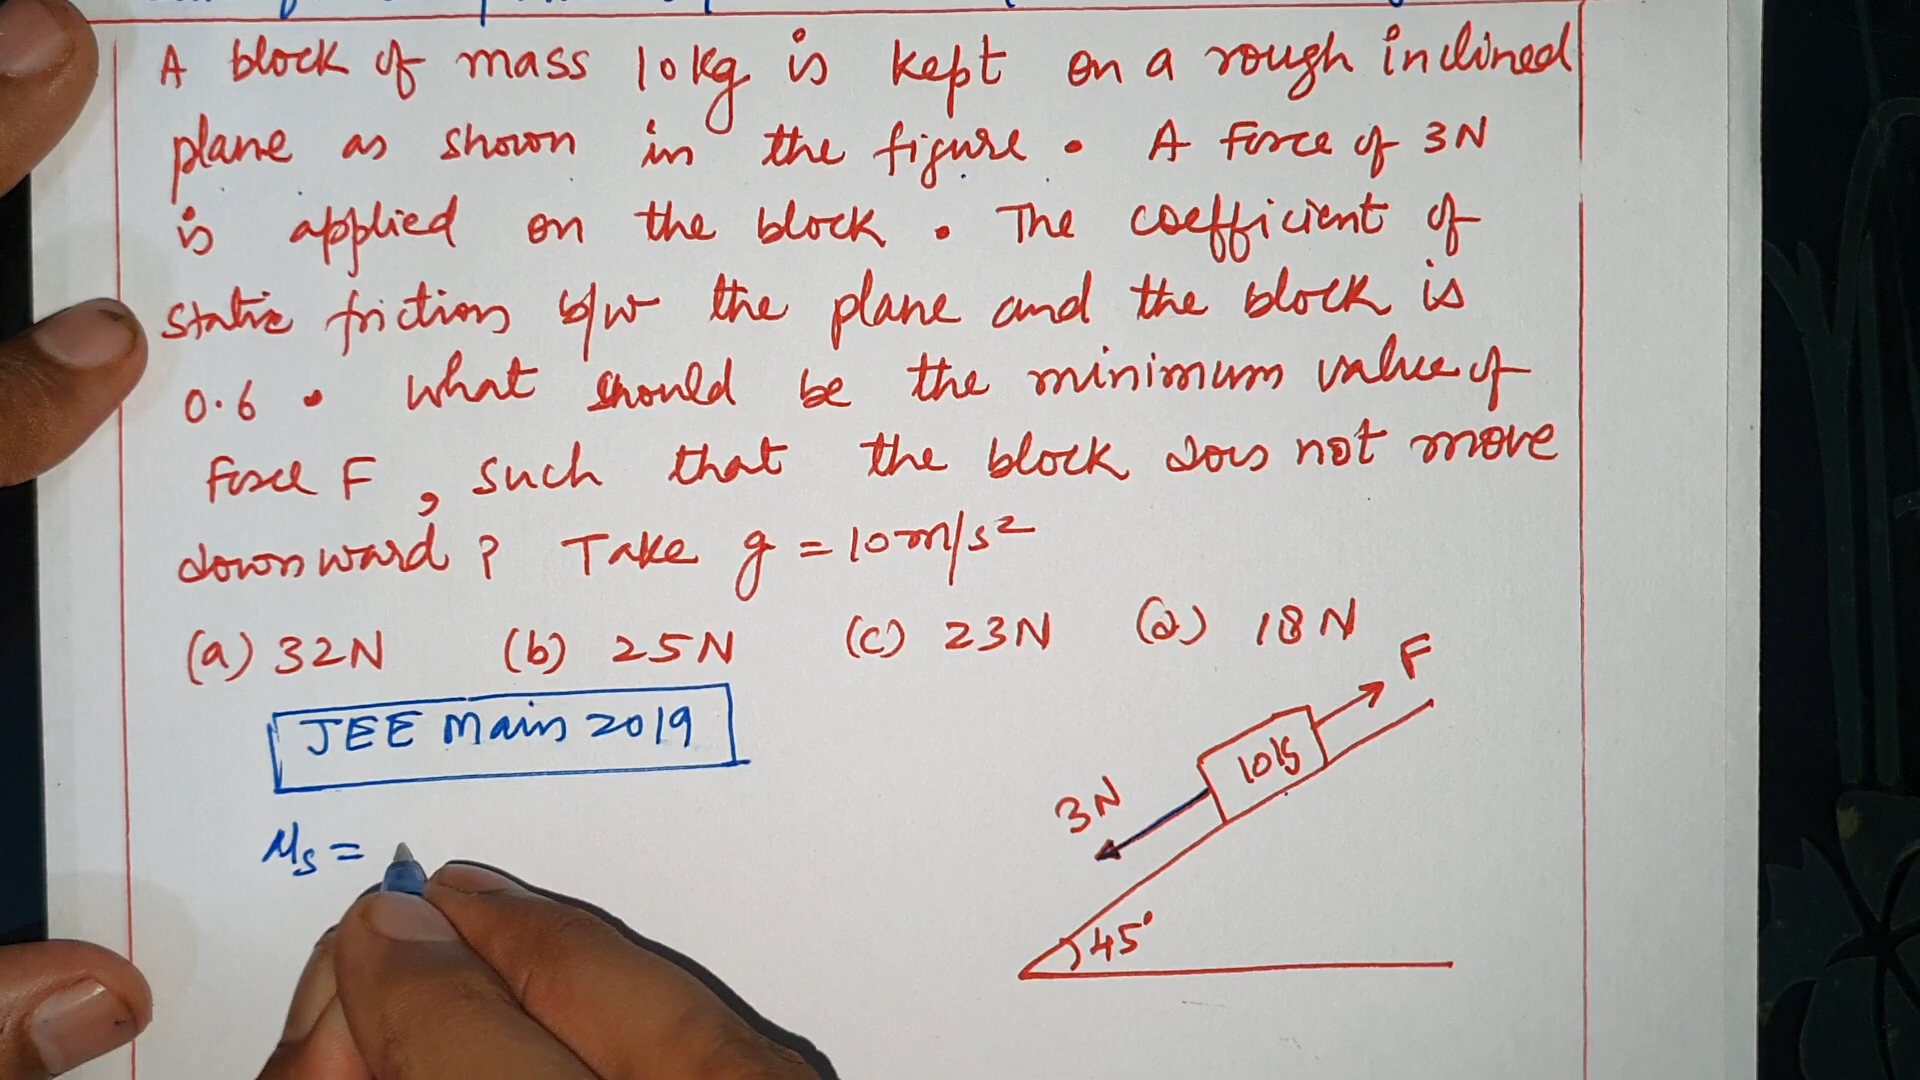 A block of mass 10kg is kept on a rough inclined
plane as shown in the figure. A force of 3N
is applied on the block. The coefficient of
static friction b/w the plane and the block is
0.6. what should be the minimum value of
force F, such that the block does not move
downward? Take g = 10m/s²
(a) 32N (b) 25N (c) 23N (d) 18N
JEE Main 2019
F
10kg
3N
μs =
45°